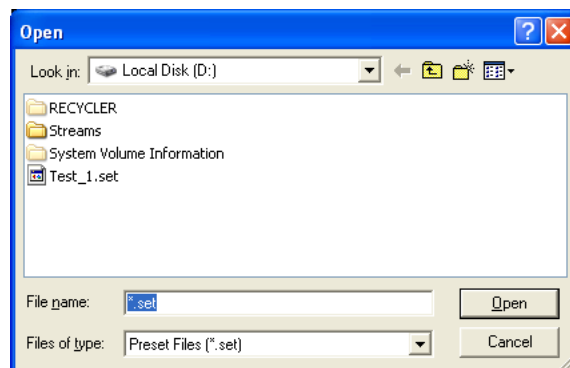 Open
Look in: Local Disk (D:)
RECYCLER
Streams
System Volume Information
Test_1.set
File name: *.set Open
Files of type: Preset Files (*.set) Cancel